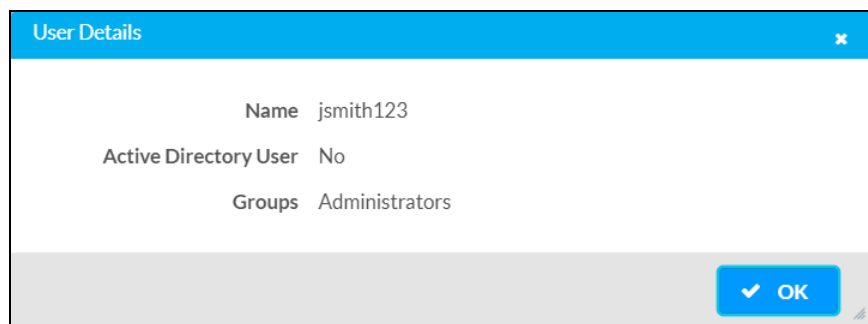 User Details
Name jsmith123
Active Directory User No
Groups Administrators
OK